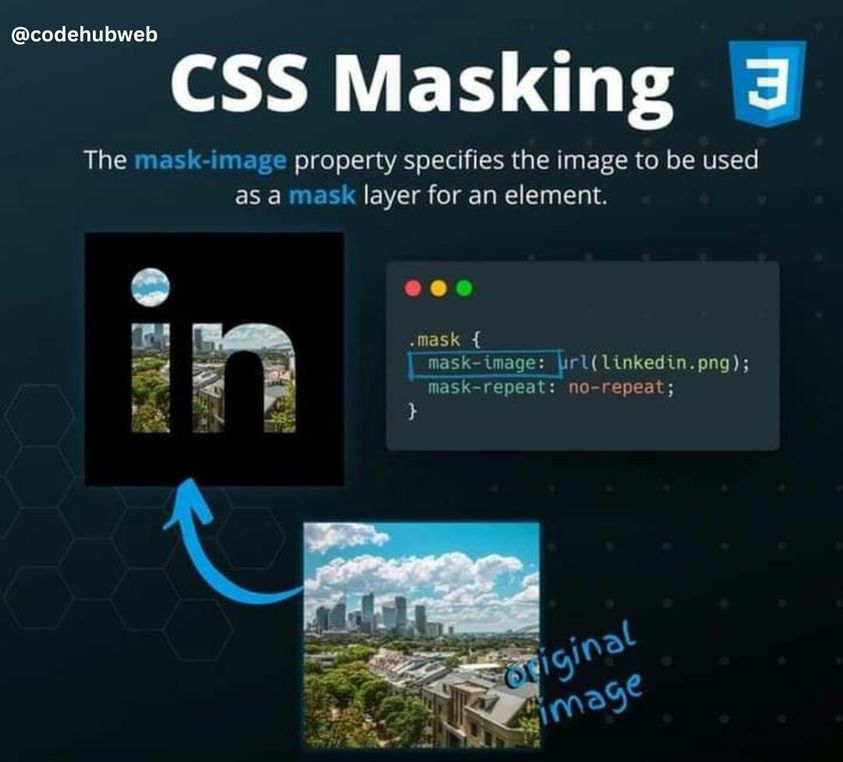 @codehubweb
CSS Masking
3
The mask-image property specifies the image to be used
as a mask layer for an element.
in
.mask {
mask-image: url(linkedin.png);
mask-repeat: no-repeat;
}
original
image